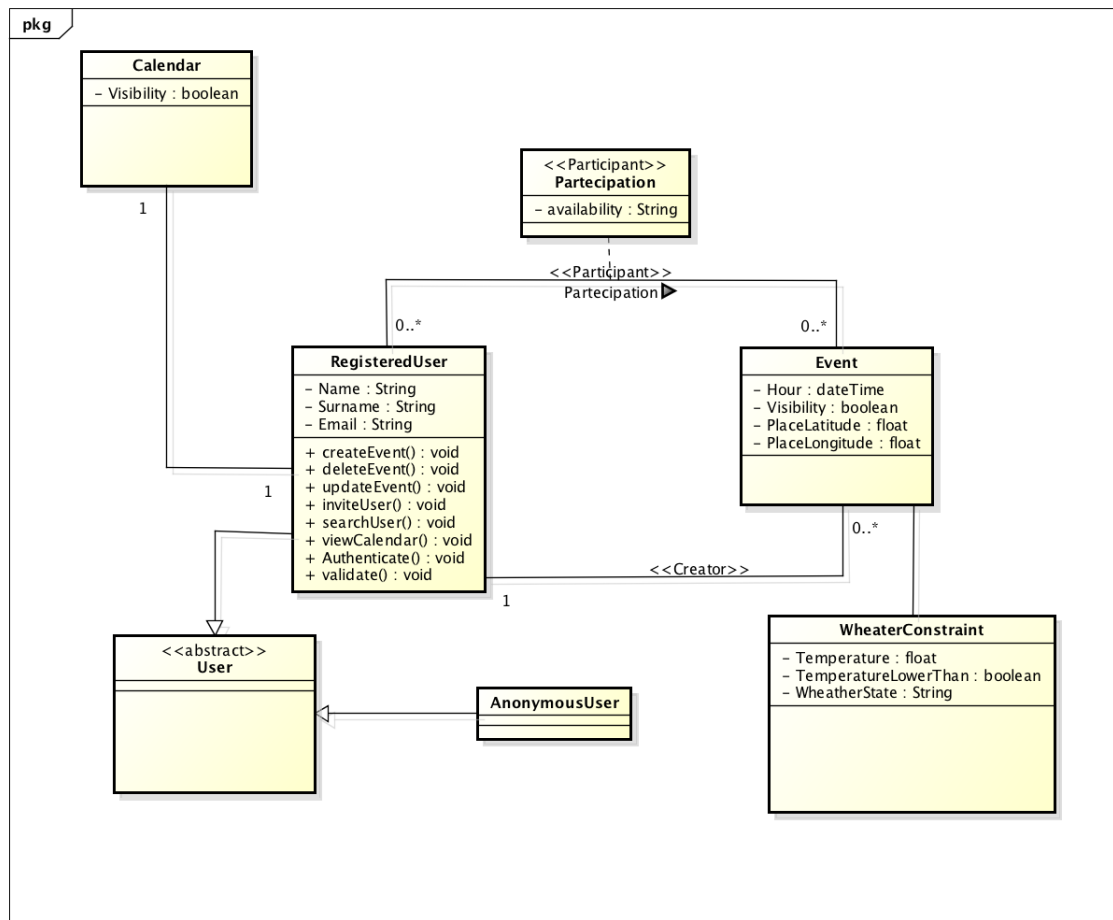 pkg
Calendar
- Visibility : boolean
1
<<Participant>>
Partecipation
- availability : String
<<Participant>>
Partecipation
0..*
0..*
RegisteredUser
- Name : String
- Surname : String
- Email : String
+ createEvent() : void
+ deleteEvent() : void
+ updateEvent() : void
+ inviteUser() : void
+ searchUser() : void
+ viewCalendar() : void
+ Authenticate() : void
+ validate() : void
1
Event
- Hour : dateTime
- Visibility : boolean
- PlaceLatitude : float
- PlaceLongitude : float
0..*
<<Creator>>
1
<<abstract>>
User
AnonymousUser
WheaterConstraint
- Temperature : float
- TemperatureLowerThan : boolean
- WheatherState : String